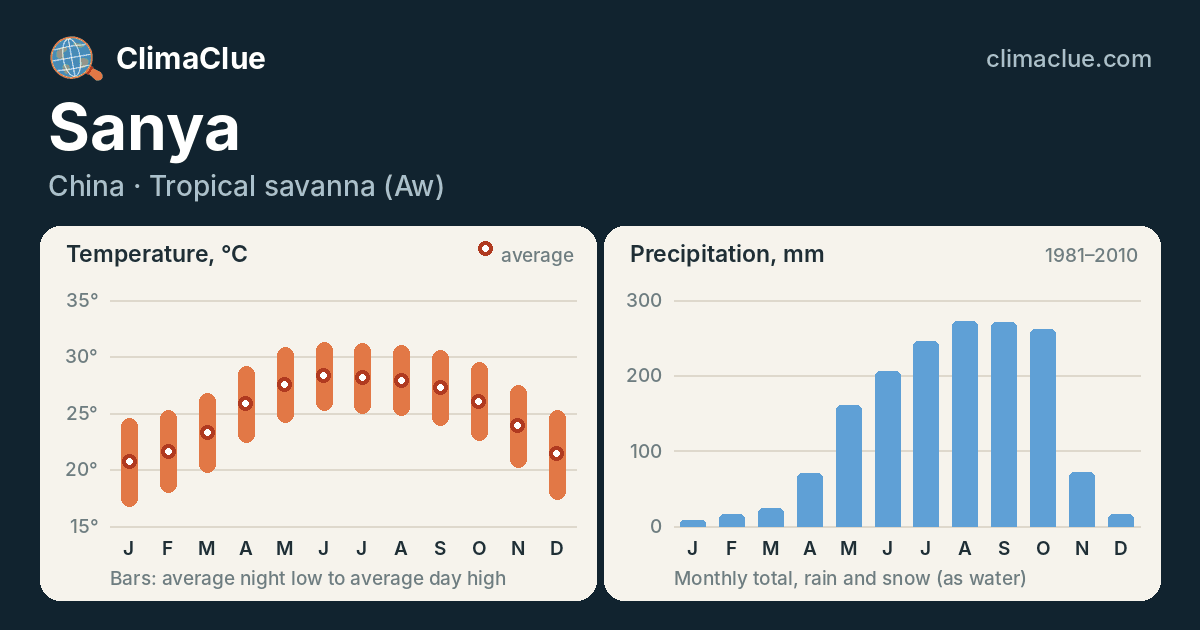 ClimaClue
climaclue.com
Sanya
China · Tropical savanna (Aw)
Temperature, °C
average
35°
30°
25°
20°
15°
J F M A M J J A S O N D
Bars: average night low to average day high
Precipitation, mm
1981–2010
300
200
100
0
J F M A M J J A S O N D
Monthly total, rain and snow (as water)